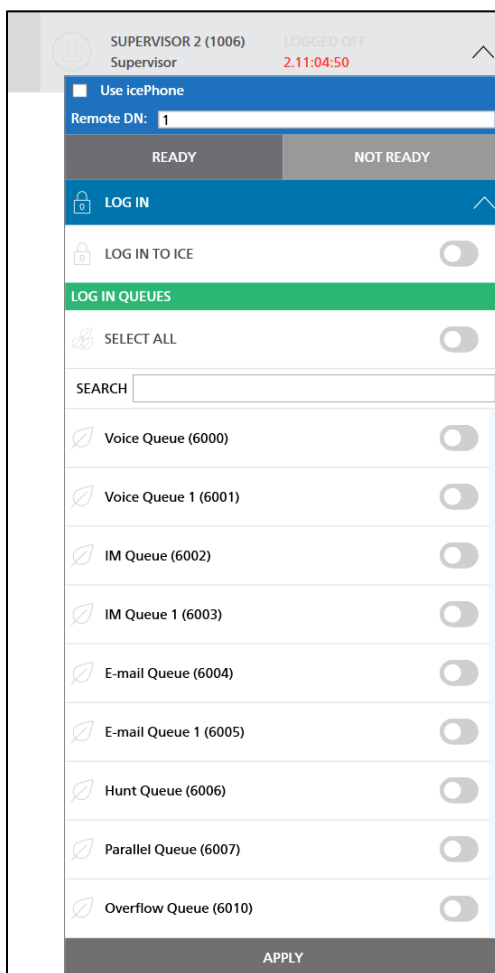 SUPERVISOR 2 (1006) LOGGED OFF
Supervisor 2.11:04:50
Use icePhone
Remote DN: 1
READY NOT READY
LOG IN
LOG IN TO ICE
LOG IN QUEUES
SELECT ALL
SEARCH
Voice Queue (6000)
Voice Queue 1 (6001)
IM Queue (6002)
IM Queue 1 (6003)
E-mail Queue (6004)
E-mail Queue 1 (6005)
Hunt Queue (6006)
Parallel Queue (6007)
Overflow Queue (6010)
APPLY